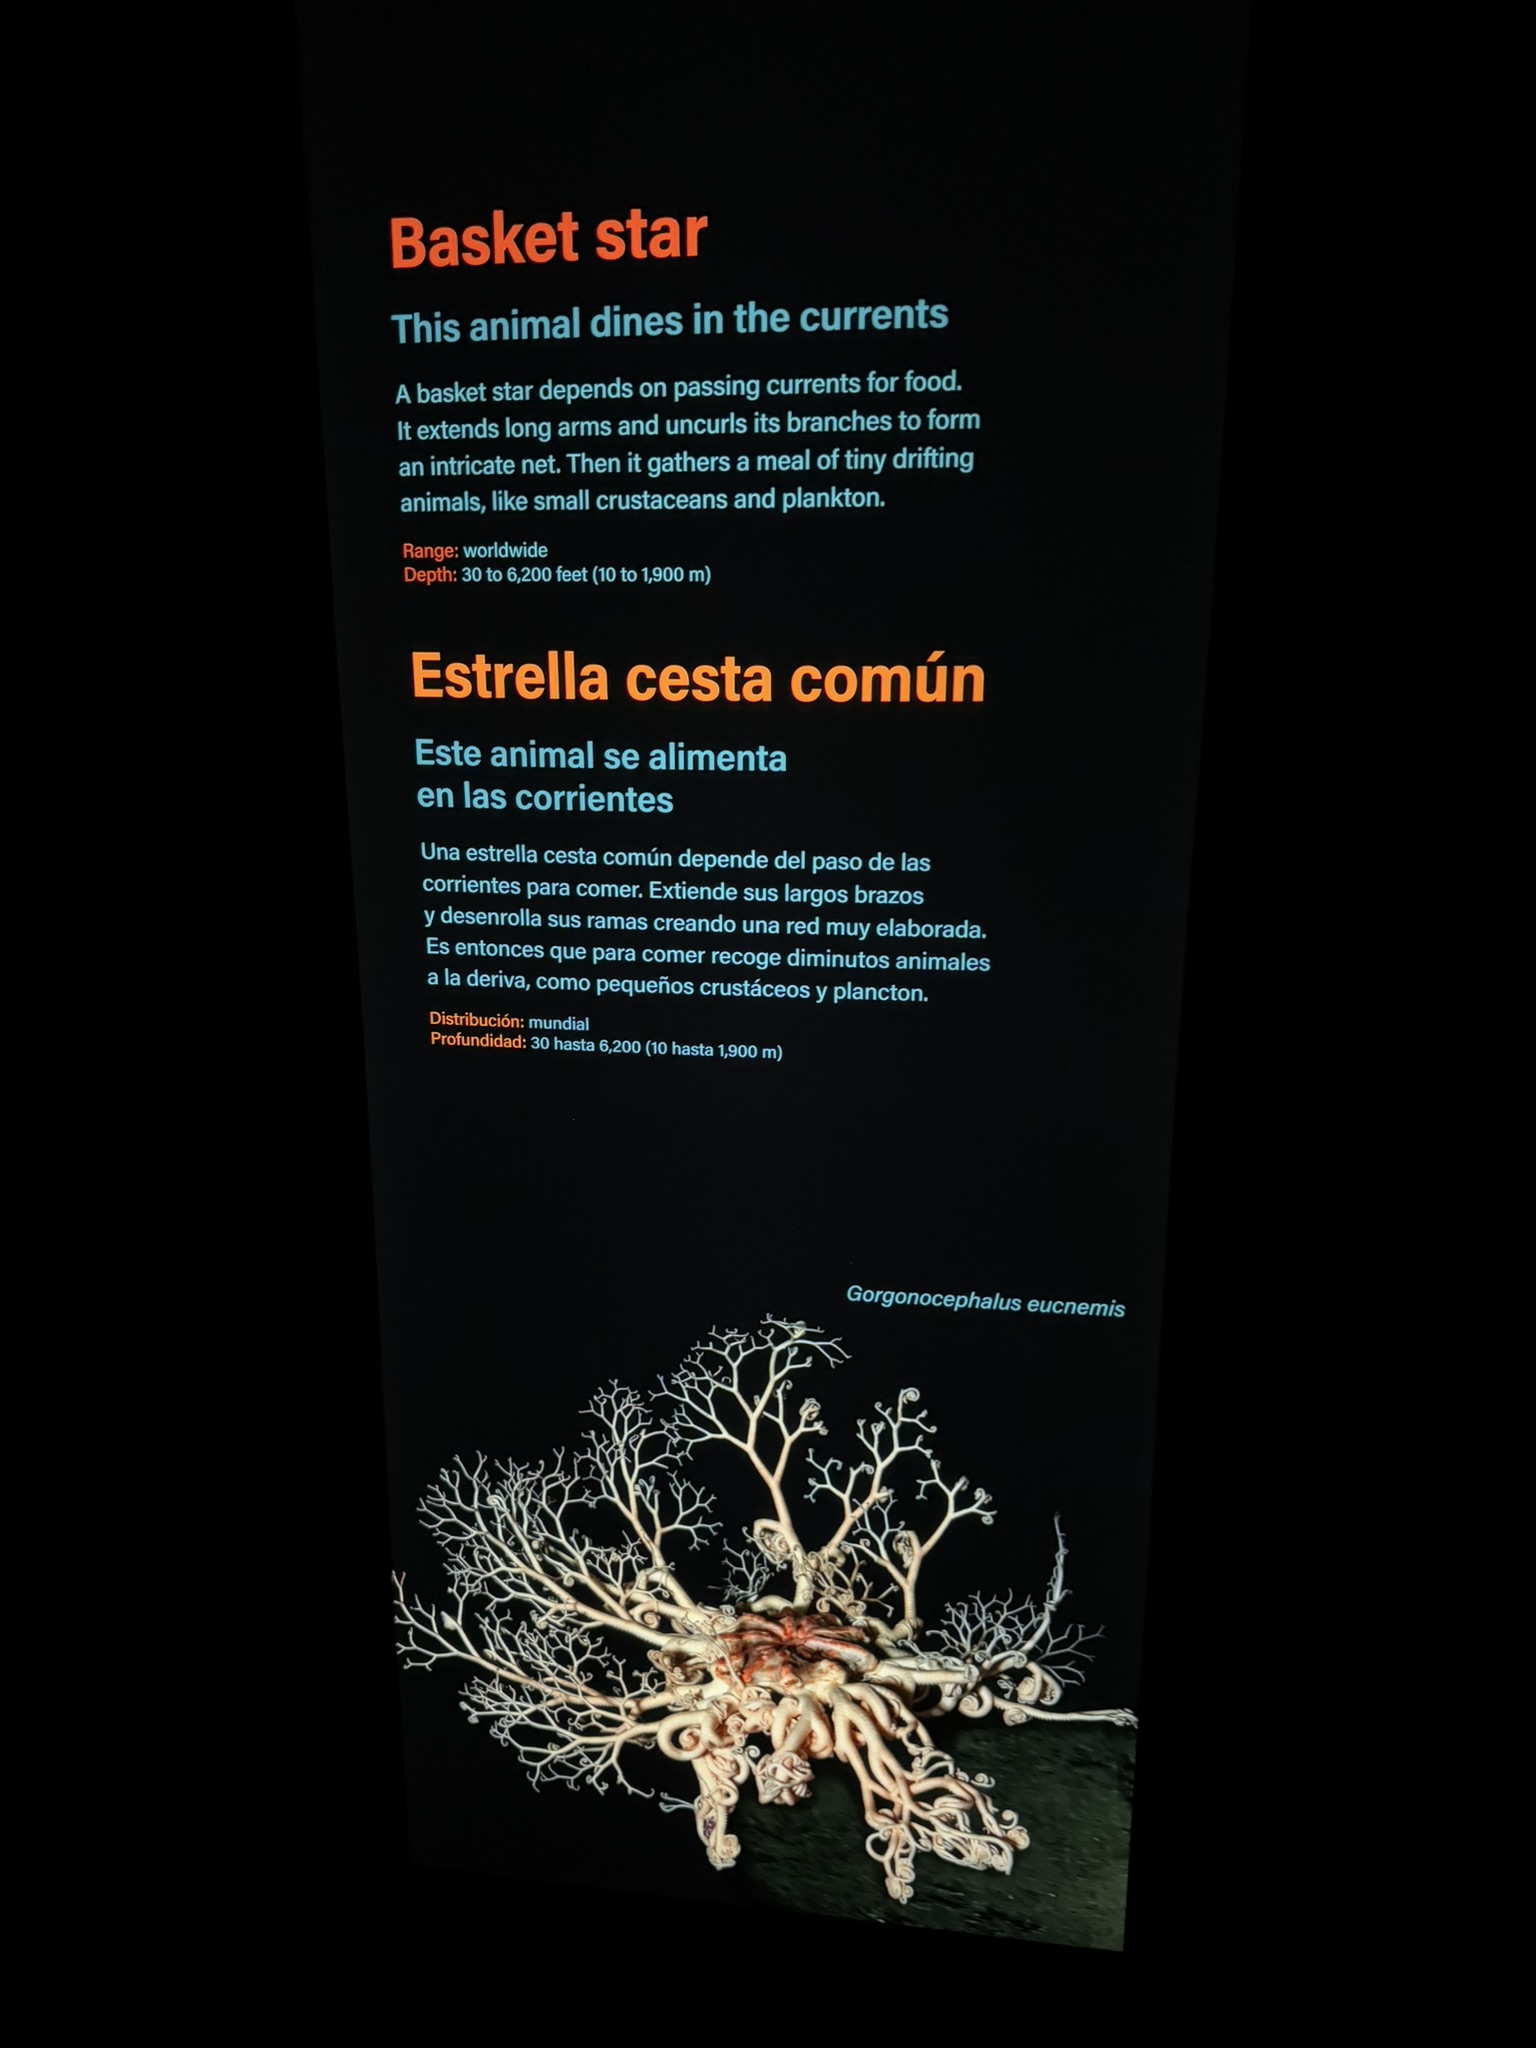 Basket star
This animal dines in the currents
A basket star depends on passing currents for food.
It extends long arms and uncurls its branches to form
an intricate net. Then it gathers a meal of tiny drifting
animals, like small crustaceans and plankton.
Range: worldwide
Depth: 30 to 6,200 feet (10 to 1,900 m)
Estrella cesta común
Este animal se alimenta
en las corrientes
Una estrella cesta común depende del paso de las
corrientes para comer. Extiende sus largos brazos
y desenrolla sus ramas creando una red muy elaborada.
Es entonces que para comer recoge diminutos animales
a la deriva, como pequeños crustáceos y plancton.
Distribución: mundial
Profundidad: 30 hasta 6,200 (10 hasta 1,900 m)
Gorgonocephalus eucnemis